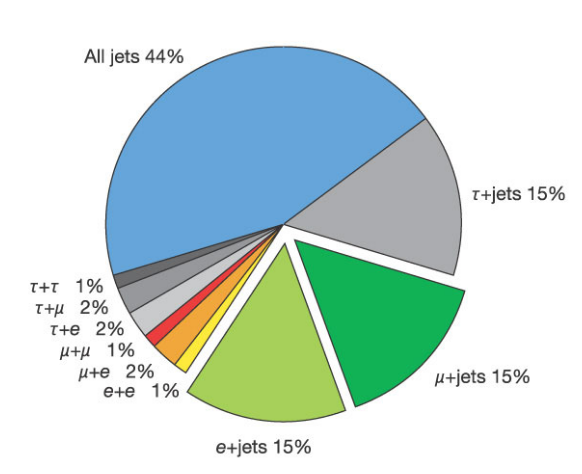 All jets 44%
τ+jets 15%
τ+τ 1%
τ+μ 2%
τ+e 2%
μ+μ 1%
μ+e 2%
e+e 1%
μ+jets 15%
e+jets 15%